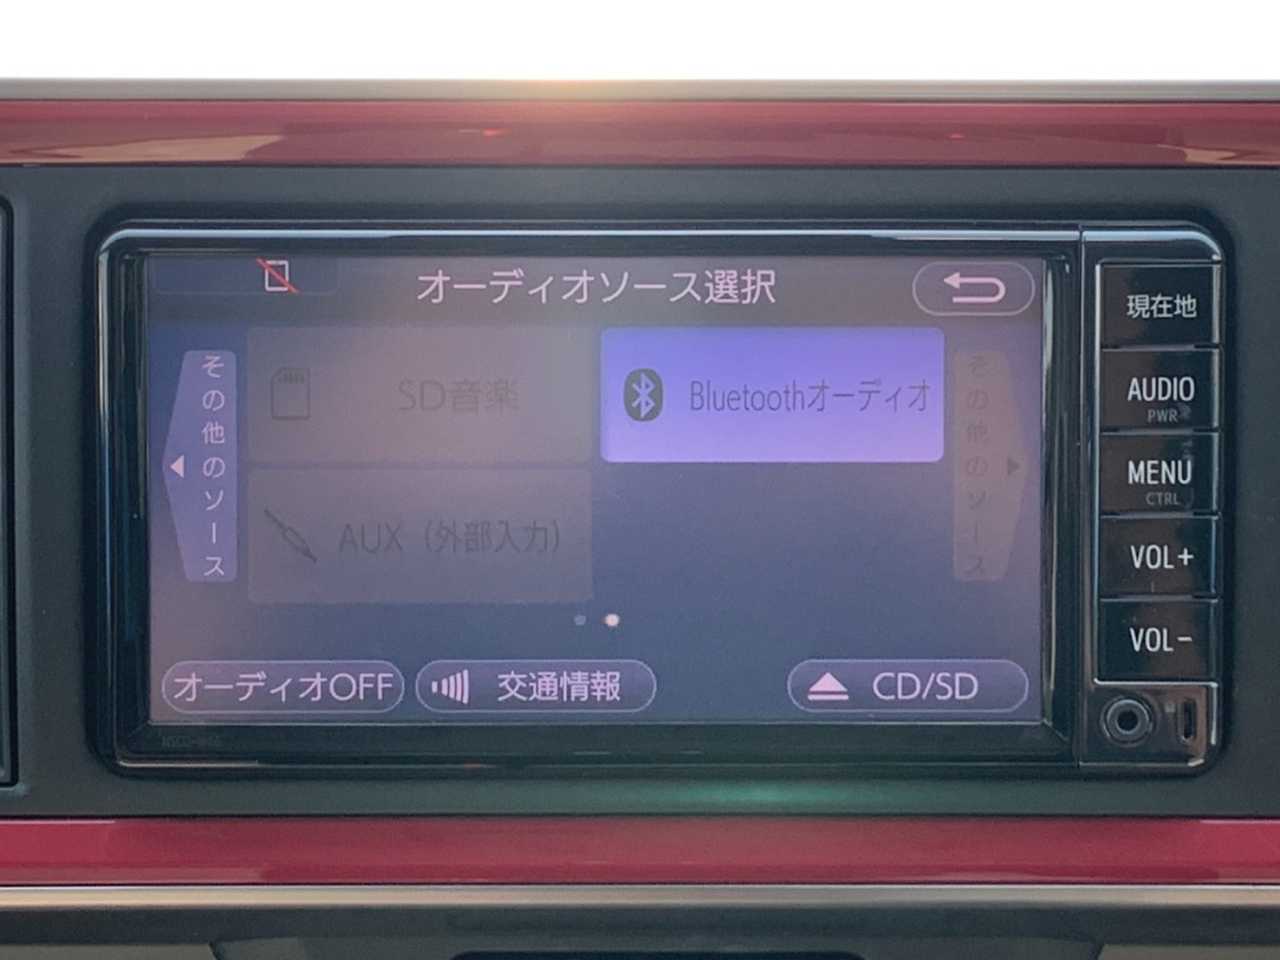 オーディオソース選択
その他のソース
SD音楽
Bluetoothオーディオ
その他のソース
AUX（外部入力）
オーディオOFF
交通情報
CD/SD
現在地
AUDIO
PWR
MENU
CTRL
VOL+
VOL-